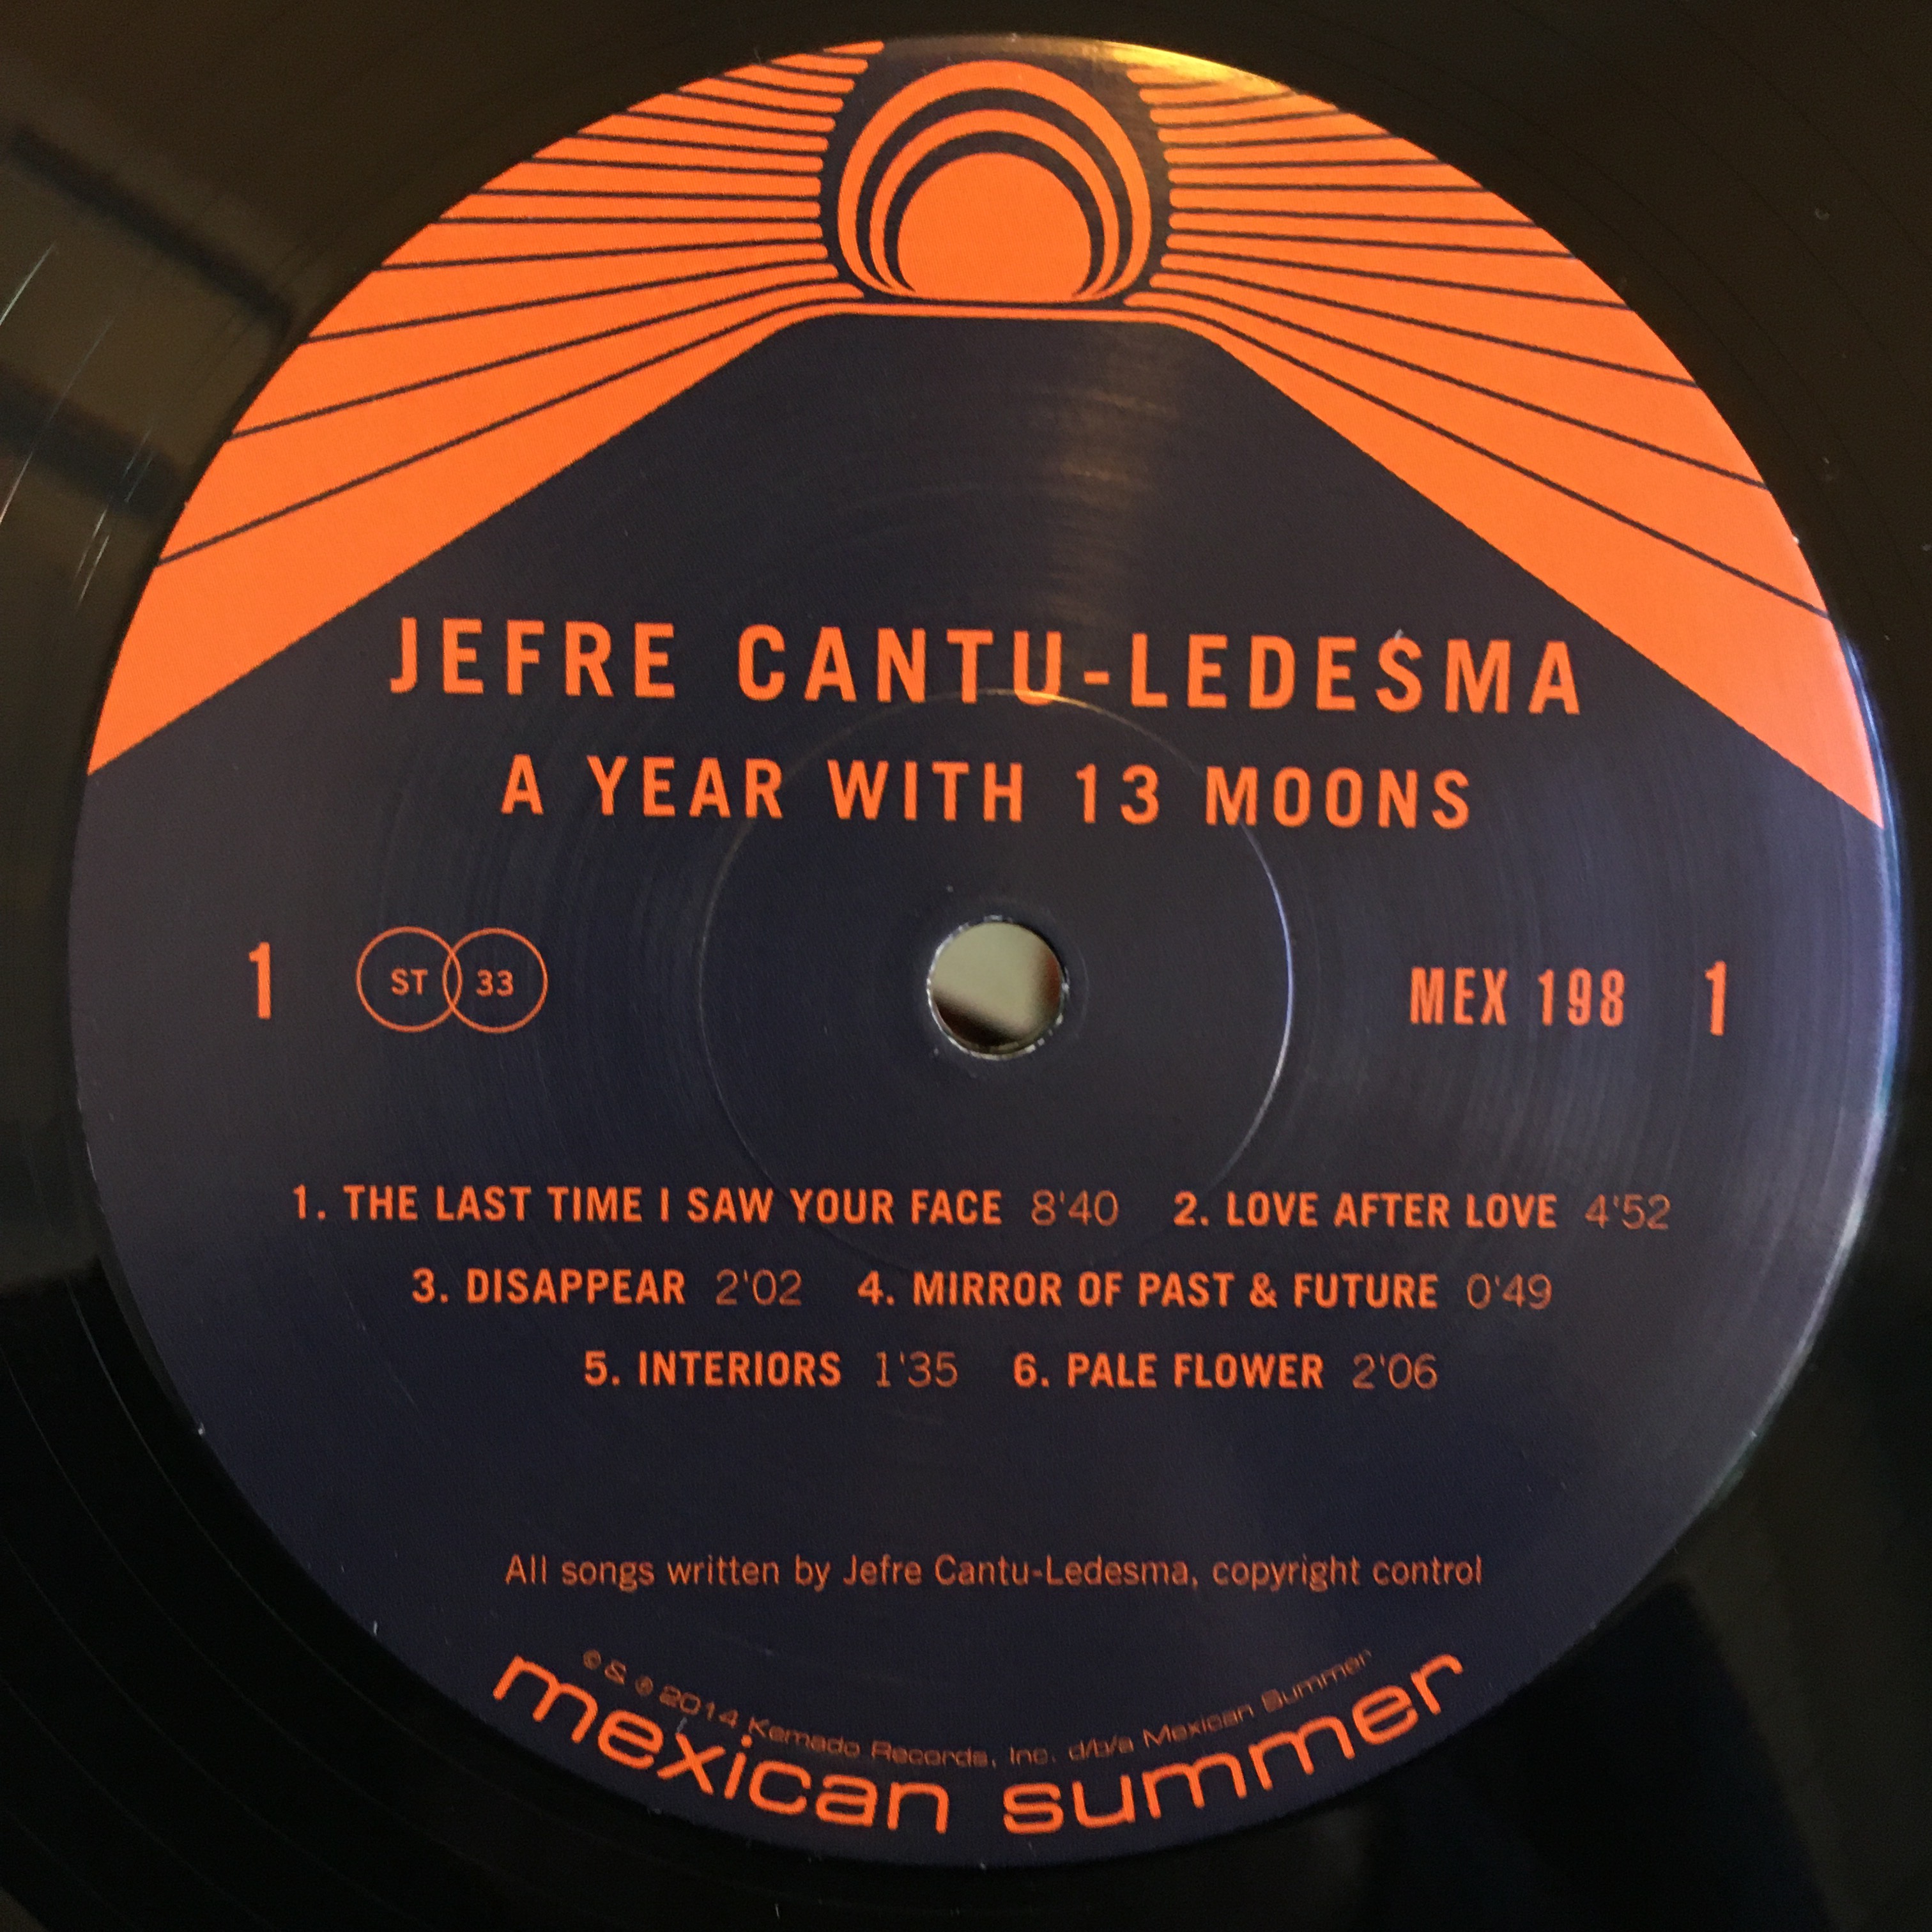 JEFRE CANTU-LEDESMA
A YEAR WITH 13 MOONS
1 ST 33 MEX 198 1
1. THE LAST TIME I SAW YOUR FACE 8'40 2. LOVE AFTER LOVE 4'52
3. DISAPPEAR 2'02 4. MIRROR OF PAST & FUTURE 0'49
5. INTERIORS 1'35 6. PALE FLOWER 2'06
All songs written by Jefre Cantu-Ledesma, copyright control
© & ℗ 2014 Kemado Records, Inc. d/b/a Mexican Summer
mexican summer